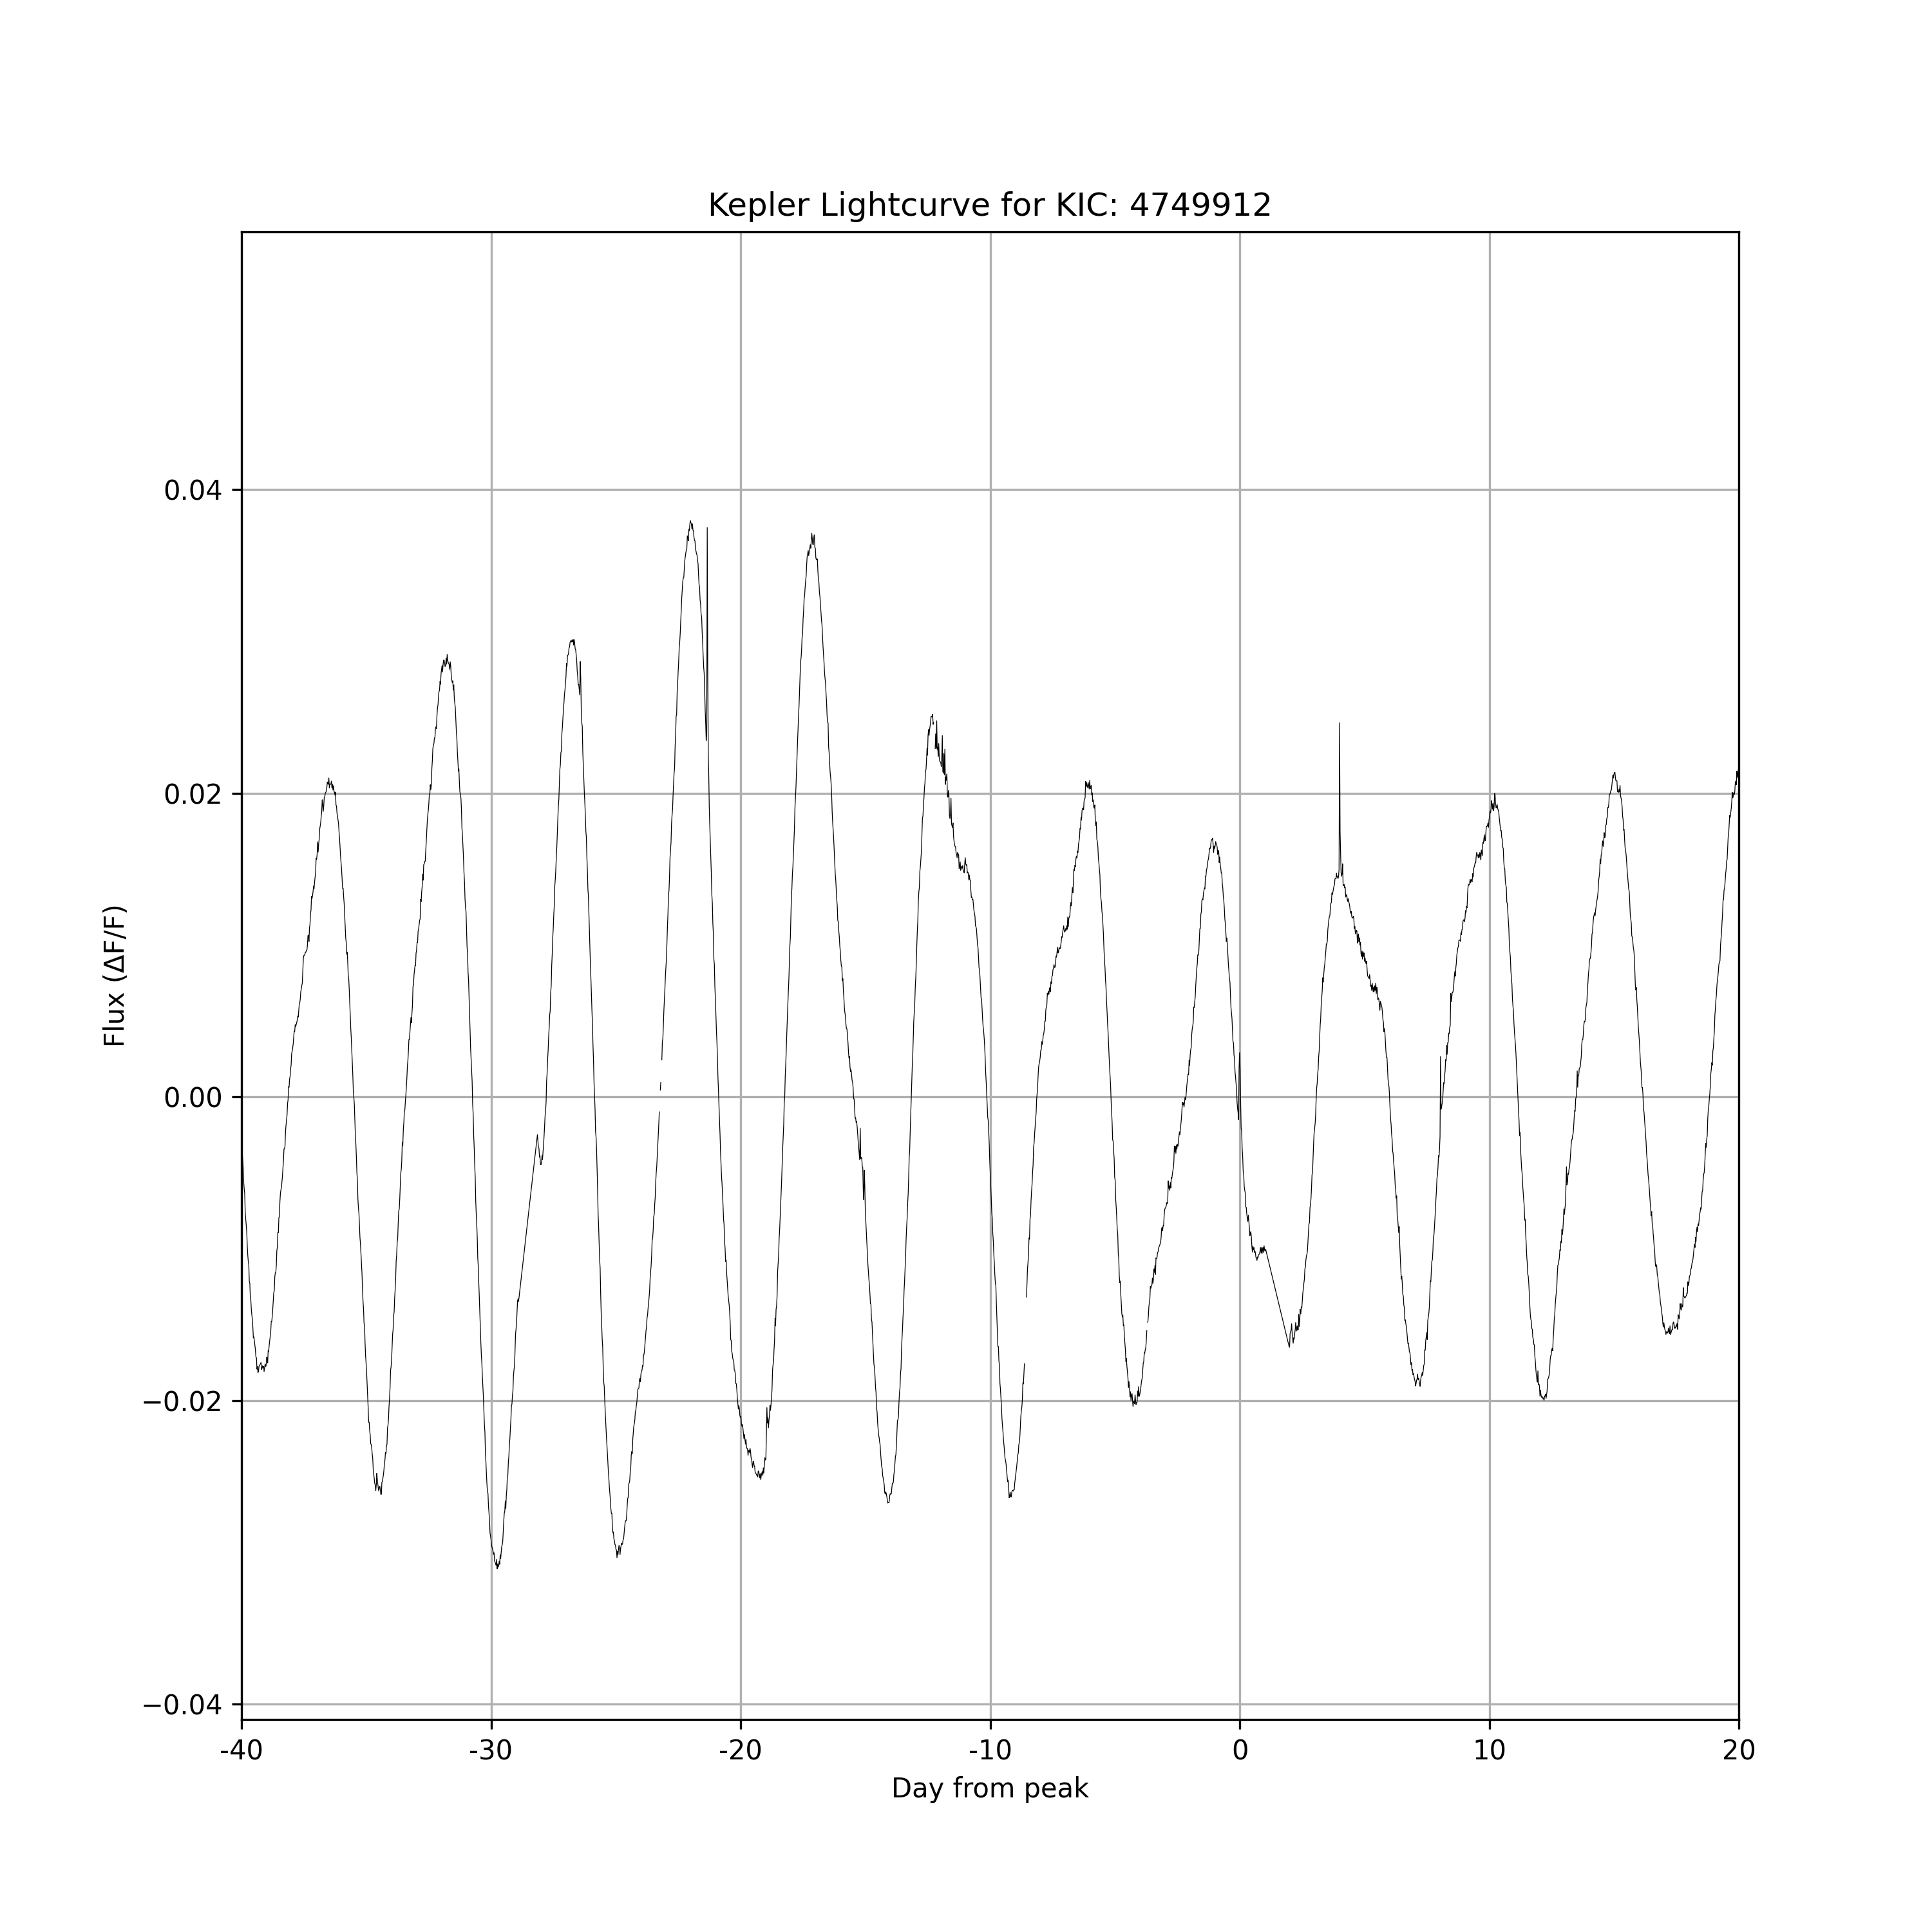 Kepler Lightcurve for KIC: 4749912
Flux (ΔF/F)
0.04
0.02
0.00
−0.02
−0.04
-40 -30 -20 -10 0 10 20
Day from peak